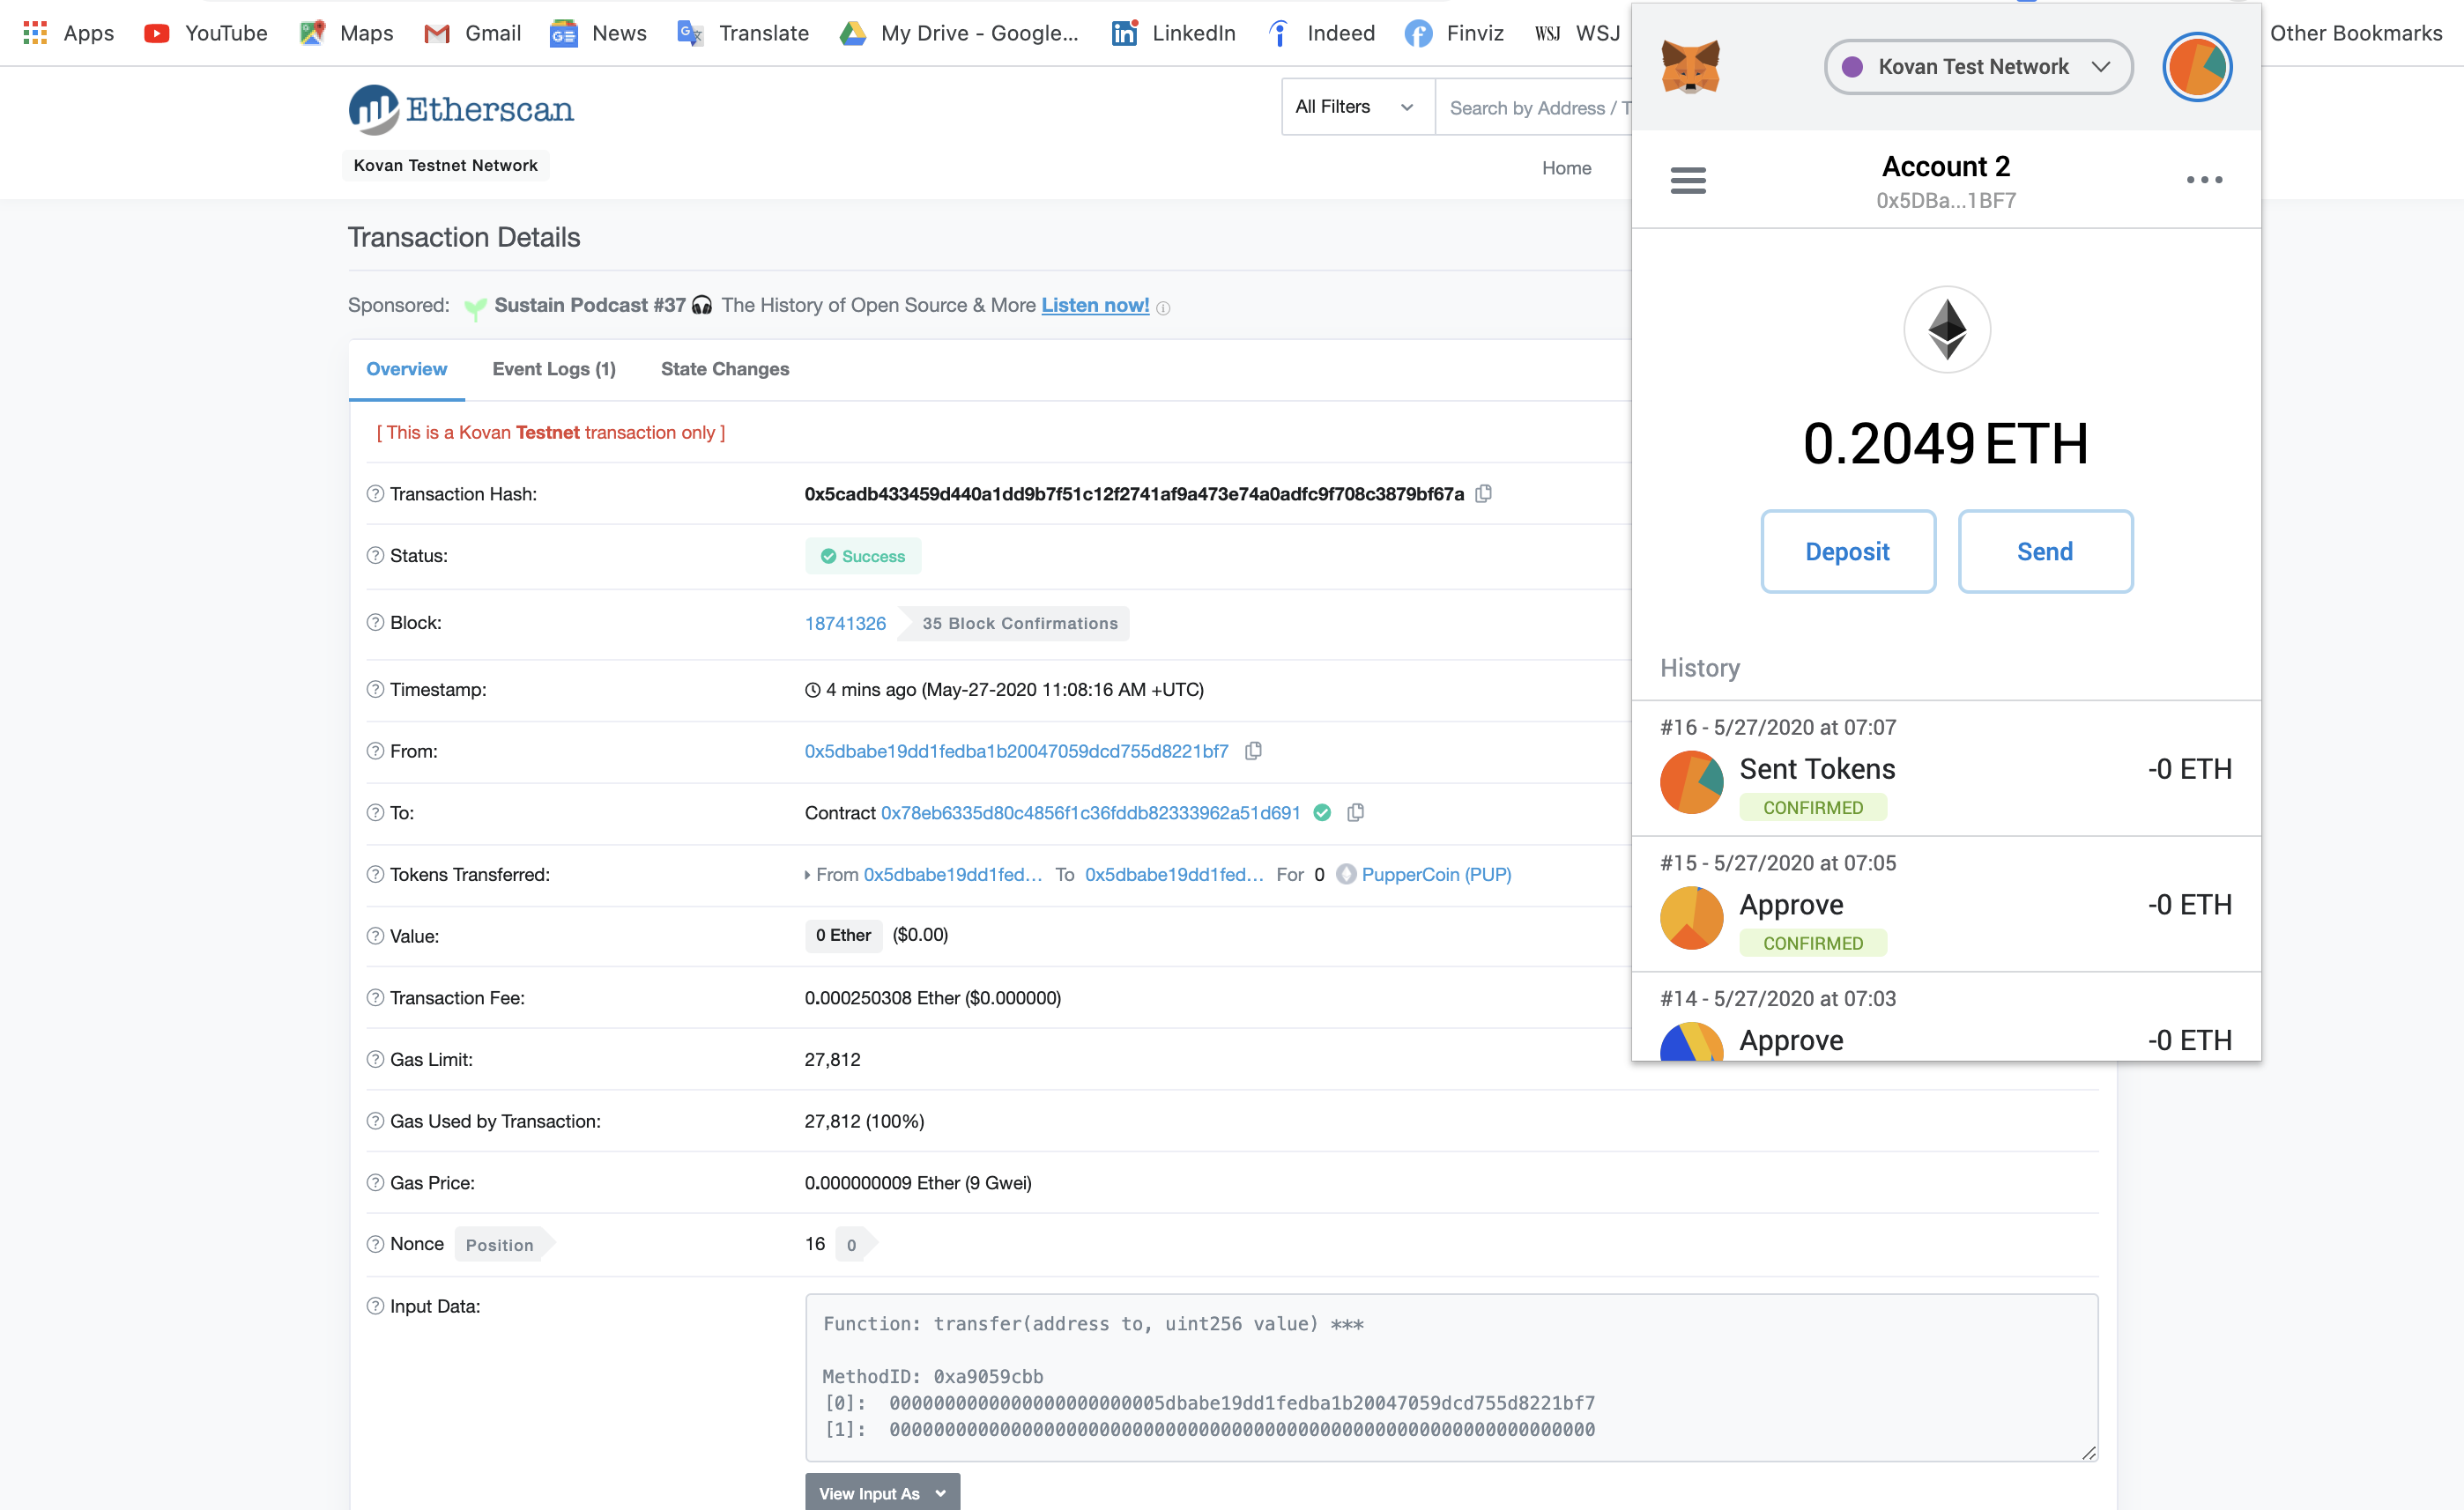 Apps YouTube Maps Gmail News Translate My Drive - Google... LinkedIn Indeed Finviz WSJ WSJ Other Bookmarks
Etherscan
Kovan Testnet Network
All Filters Search by Address / T
Home
Transaction Details
Sponsored: Sustain Podcast #37 The History of Open Source & More Listen now!
Overview Event Logs (1) State Changes
[ This is a Kovan Testnet transaction only ]
Transaction Hash: 0x5cadb433459d440a1dd9b7f51c12f2741af9a473e74a0adfc9f708c3879bf67a
Status: Success
Block: 18741326 35 Block Confirmations
Timestamp: 4 mins ago (May-27-2020 11:08:16 AM +UTC)
From: 0x5dbabe19dd1fedba1b20047059dcd755d8221bf7
To: Contract 0x78eb6335d80c4856f1c36fddb82333962a51d691
Tokens Transferred: From 0x5dbabe19dd1fed... To 0x5dbabe19dd1fed... For 0 PupperCoin (PUP)
Value: 0 Ether ($0.00)
Transaction Fee: 0.000250308 Ether ($0.000000)
Gas Limit: 27,812
Gas Used by Transaction: 27,812 (100%)
Gas Price: 0.000000009 Ether (9 Gwei)
Nonce Position 16 0
Input Data:
Function: transfer(address to, uint256 value) ***
MethodID: 0xa9059cbb
[0]: 0000000000000000000000005dbabe19dd1fedba1b20047059dcd755d8221bf7
[1]: 0000000000000000000000000000000000000000000000000000000000000000
View Input As
Kovan Test Network
Account 2
0x5DBa...1BF7
0.2049 ETH
Deposit Send
History
#16 - 5/27/2020 at 07:07
Sent Tokens -0 ETH
CONFIRMED
#15 - 5/27/2020 at 07:05
Approve -0 ETH
CONFIRMED
#14 - 5/27/2020 at 07:03
Approve -0 ETH